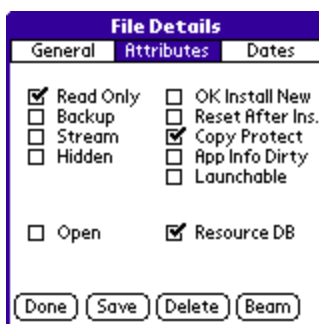 File Details
General Attributes Dates
Read Only OK Install New
Backup Reset After Ins.
Stream Copy Protect
Hidden App Info Dirty
Launchable
Open Resource DB
Done Save Delete Beam